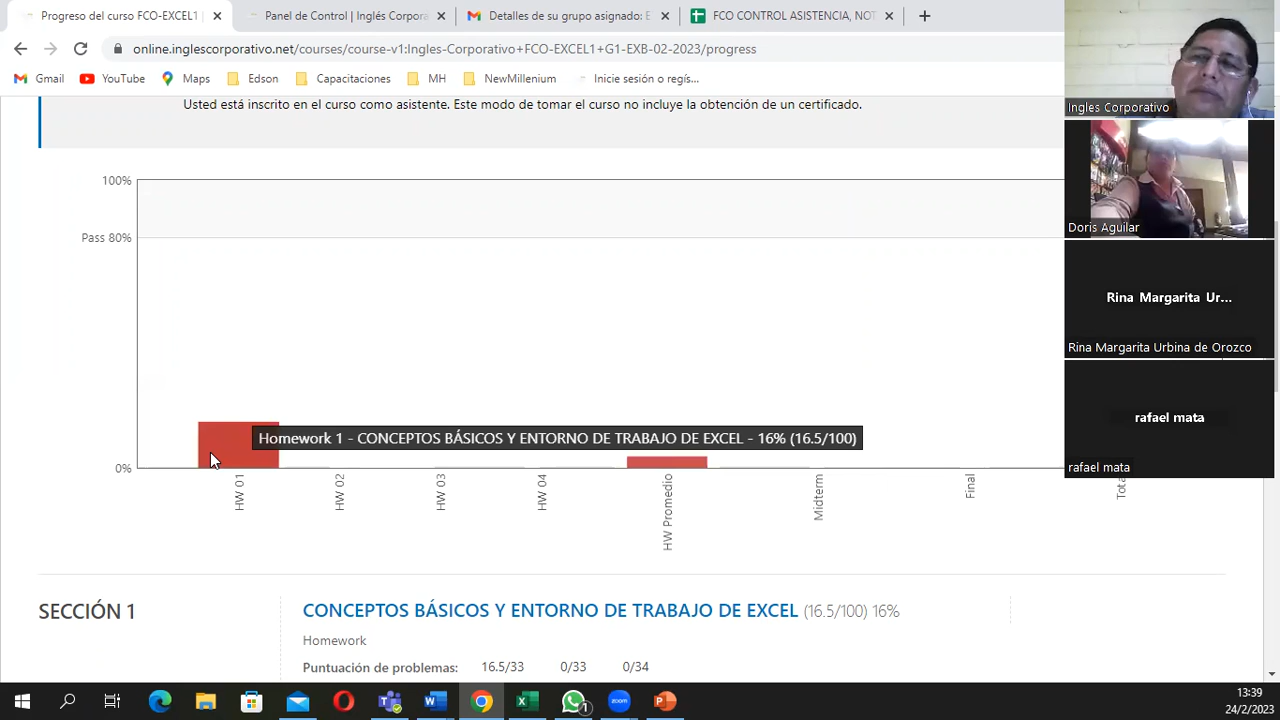 Progreso del curso FCO-EXCEL1
Panel de Control | Inglés Corpora
Detalles de su grupo asignado: E
FCO CONTROL ASISTENCIA, NOT
online.inglescorporativo.net/courses/course-v1:Ingles-Corporativo+FCO-EXCEL1+G1-EXB-02-2023/progress
Gmail
YouTube
Maps
Edson
Capacitaciones
MH
NewMillenium
Inicie sesión o regís...
Usted está inscrito en el curso como asistente. Este modo de tomar el curso no incluye la obtención de un certificado.
100%
Pass 80%
0%
Homework 1 - CONCEPTOS BÁSICOS Y ENTORNO DE TRABAJO DE EXCEL - 16% (16.5/100)
HW 01
HW 02
HW 03
HW 04
HW Promedio
Midterm
Final
Tota
SECCIÓN 1
CONCEPTOS BÁSICOS Y ENTORNO DE TRABAJO DE EXCEL (16.5/100) 16%
Homework
Puntuación de problemas: 16.5/33 0/33 0/34
Ingles Corporativo
Doris Aguilar
Rina Margarita Ur...
Rina Margarita Urbina de Orozco
rafael mata
rafael mata
zoom
1
13:39
24/2/2023